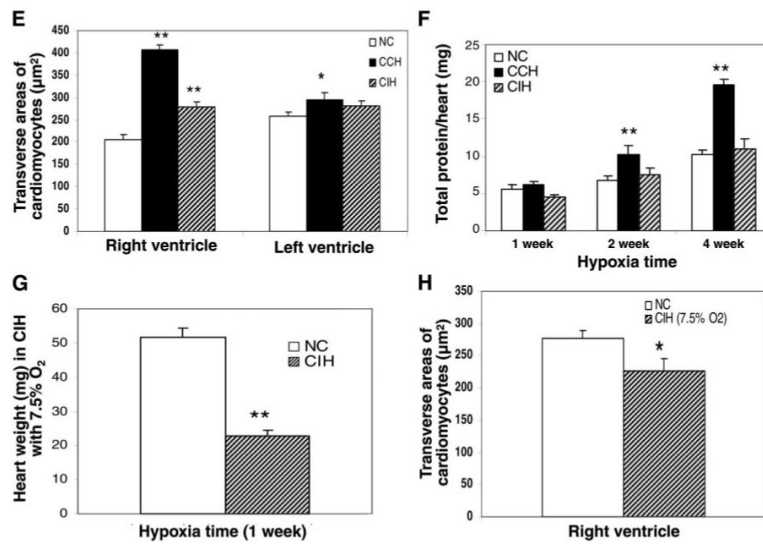 E
Transverse areas of
cardiomyocytes (µm²)
450
400
350
300
250
200
150
100
50
0
**
**
*
NC
CCH
CIH
Right ventricle
Left ventricle
F
Total protein/heart (mg)
25
20
15
10
5
0
NC
CCH
CIH
**
**
1 week
2 week
4 week
Hypoxia time
G
Heart weight (mg) in CIH
with 7.5% O₂
60
50
40
30
20
10
0
NC
CIH
**
Hypoxia time (1 week)
H
Transverse areas of
cardiomyocytes (µm²)
350
300
250
200
150
100
50
0
NC
CIH (7.5% O2)
*
Right ventricle